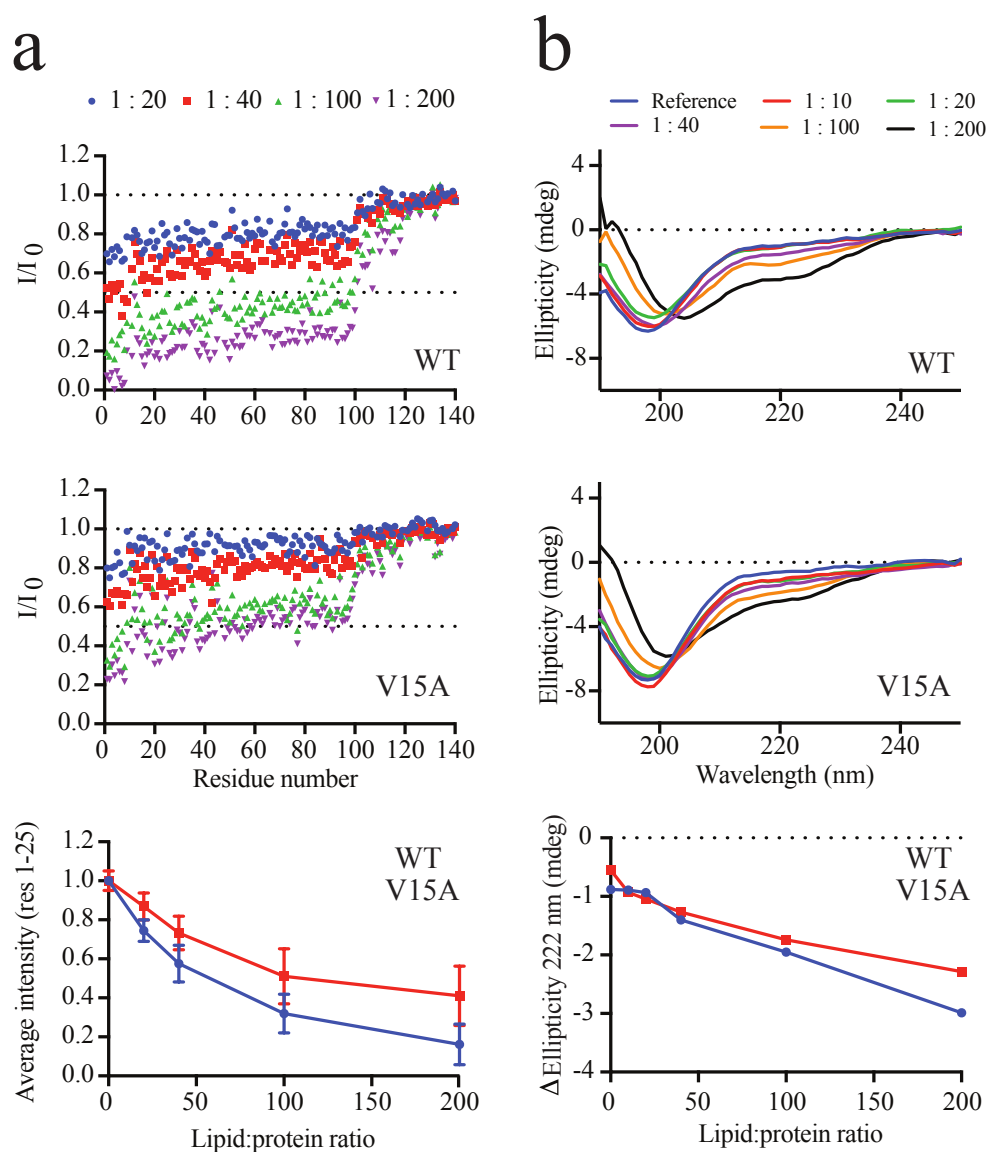 a
1 : 20 1 : 40 1 : 100 1 : 200
1.2
1.0
0.8
0.6
0.4
0.2
0.0
I/I0
WT
0 20 40 60 80 100 120 140
1.2
1.0
0.8
0.6
0.4
0.2
0.0
I/I0
V15A
0 20 40 60 80 100 120 140
Residue number
1.2
1.0
0.8
0.6
0.4
0.2
0.0
Average intensity (res 1-25)
WT
V15A
0 50 100 150 200
Lipid:protein ratio
b
Reference 1 : 10 1 : 20
1 : 40 1 : 100 1 : 200
4
0
-4
-8
Ellipticity (mdeg)
WT
200 220 240
4
0
-4
-8
Ellipticity (mdeg)
V15A
200 220 240
Wavelength (nm)
0
-1
-2
-3
-4
ΔEllipticity 222 nm (mdeg)
WT
V15A
0 50 100 150 200
Lipid:protein ratio